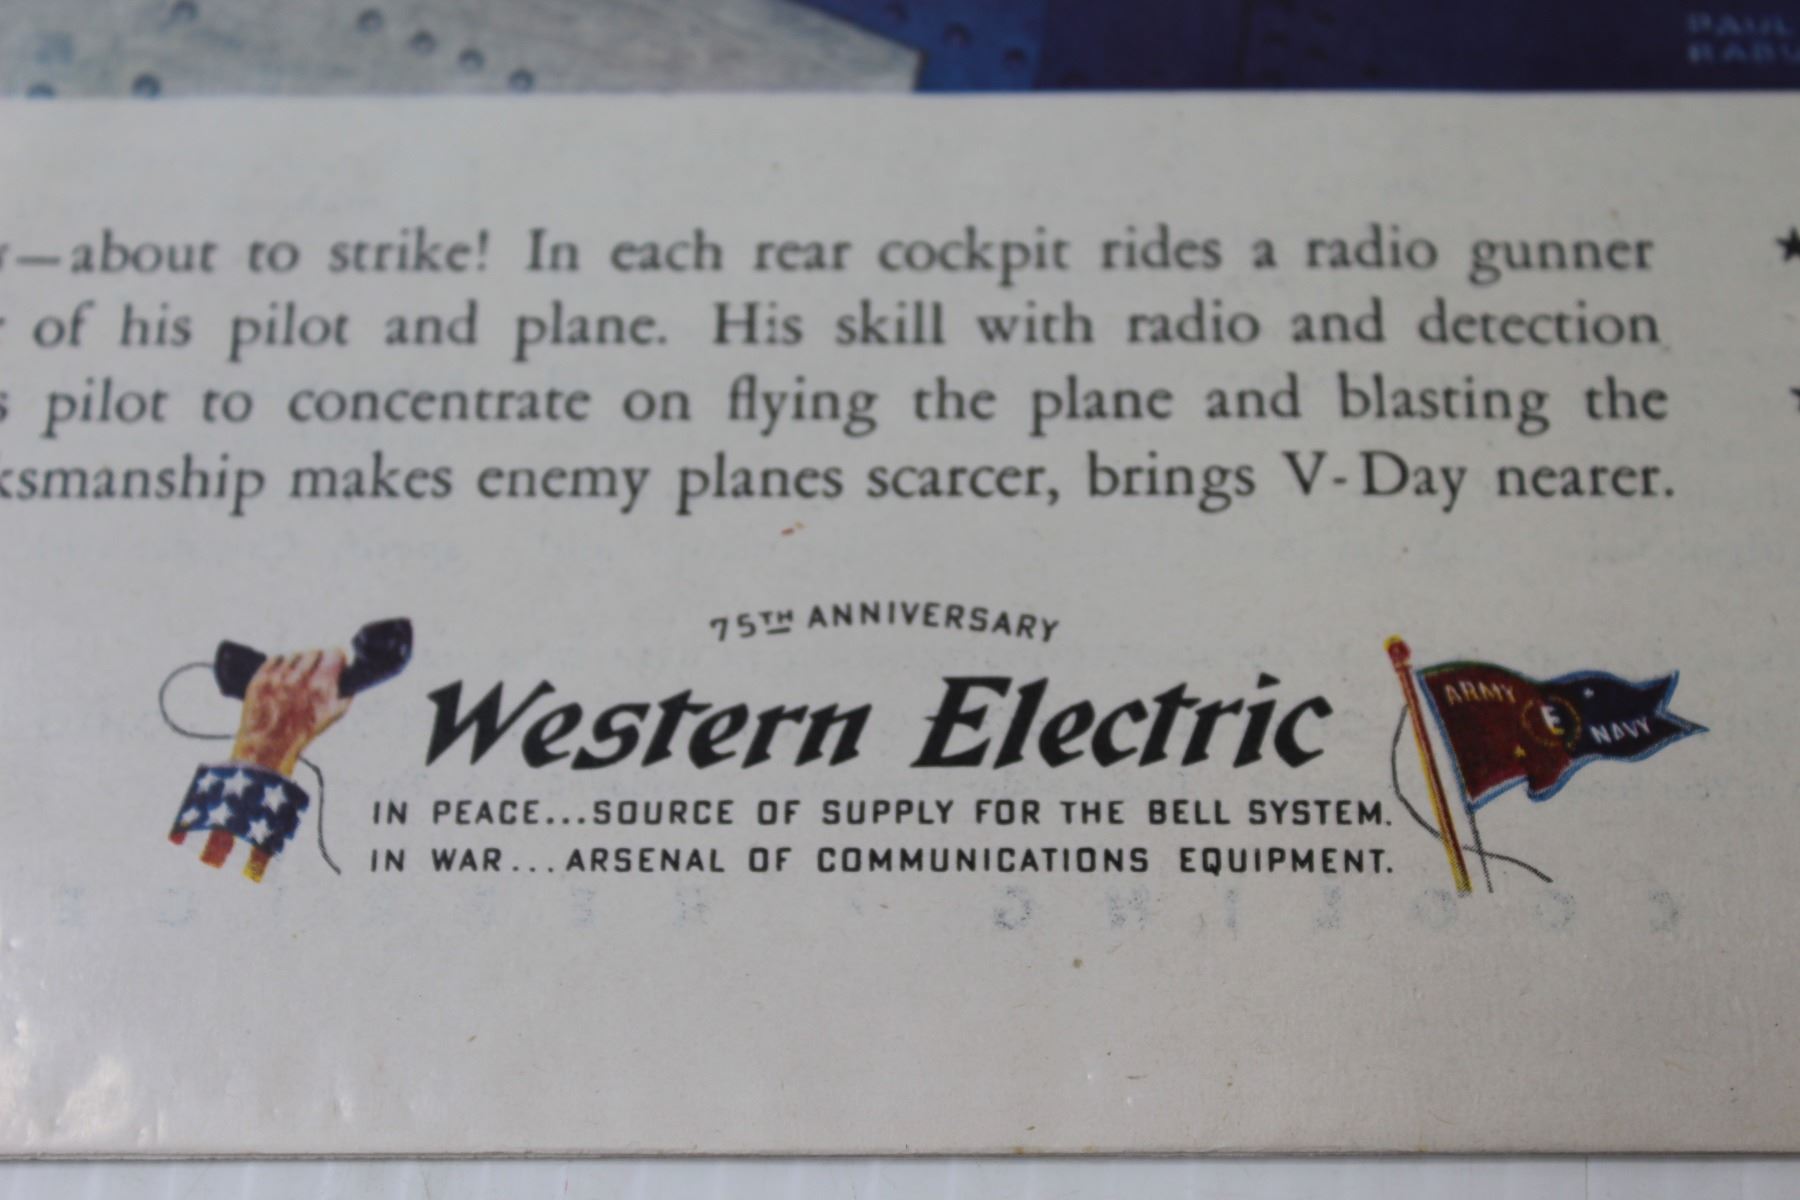 PAUL
—about to strike! In each rear cockpit rides a radio gunner
of his pilot and plane. His skill with radio and detection
pilot to concentrate on flying the plane and blasting the
ksmanship makes enemy planes scarcer, brings V-Day nearer.
75TH ANNIVERSARY
Western Electric
ARMY E NAVY
IN PEACE...SOURCE OF SUPPLY FOR THE BELL SYSTEM.
IN WAR...ARSENAL OF COMMUNICATIONS EQUIPMENT.